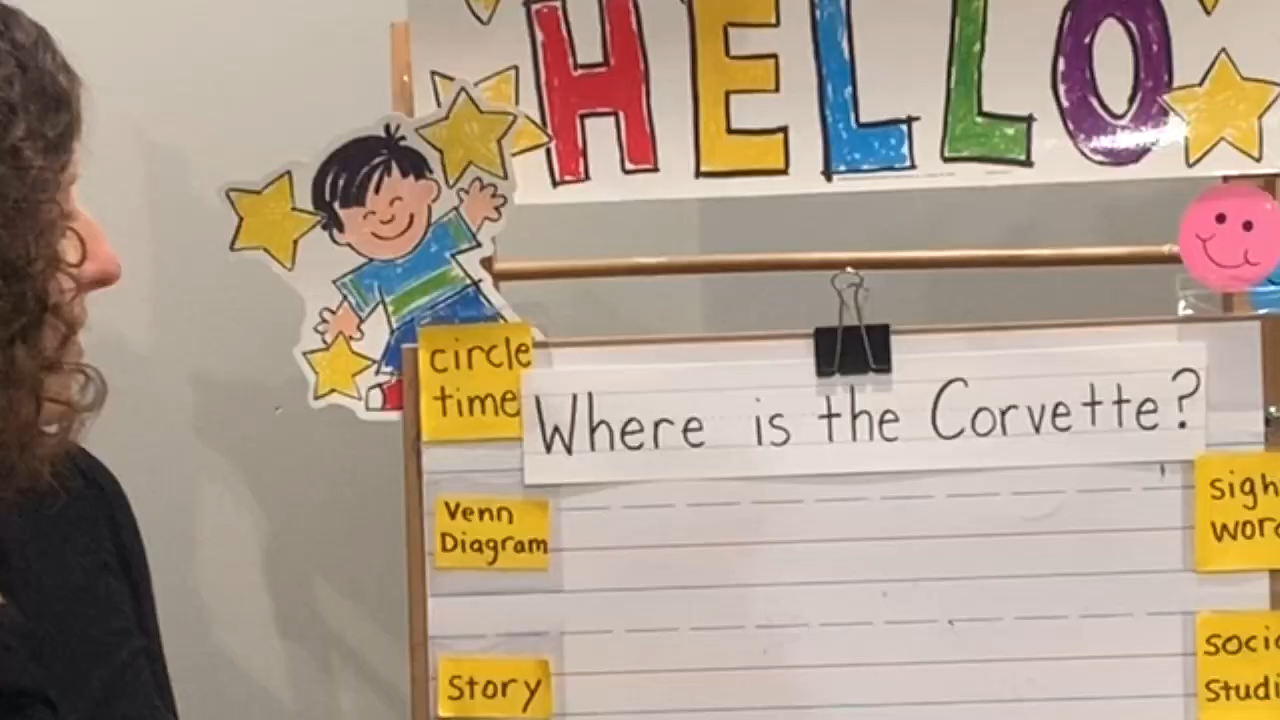 HELLO
circle
time
Where is the Corvette?
Venn
Diagram
Story